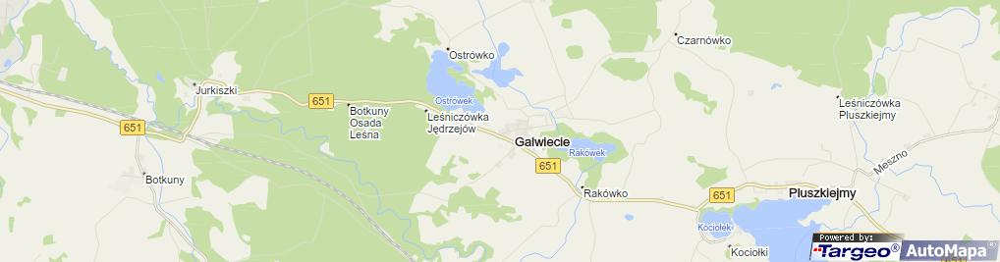 Czarnówko
Ostrówko
Jurkiszki
651
Ostrówek
Leśniczówka
Pluszkiejmy
Botkuny
Osada
Leśna
Leśniczówka
Jędrzejów
651
Galwiecie
Rakówek
651
Meszno
Botkuny
Rakówko
651
Pluszkiejmy
Kociołek
Kociołki
Powered by:
Targeo®
AutoMapa®
651